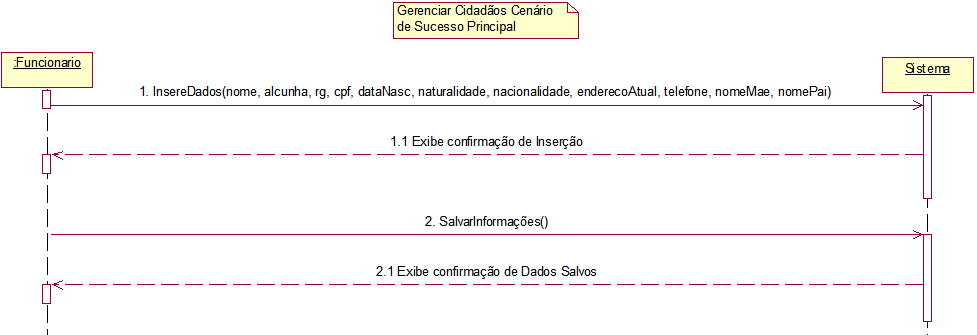 Gerenciar Cidadãos Cenário
de Sucesso Principal
:Funcionario
Sistema
1. InsereDados(nome, alcunha, rg, cpf, dataNasc, naturalidade, nacionalidade, enderecoAtual, telefone, nomeMae, nomePai)
1.1 Exibe confirmação de Inserção
2. SalvarInformações()
2.1 Exibe confirmação de Dados Salvos